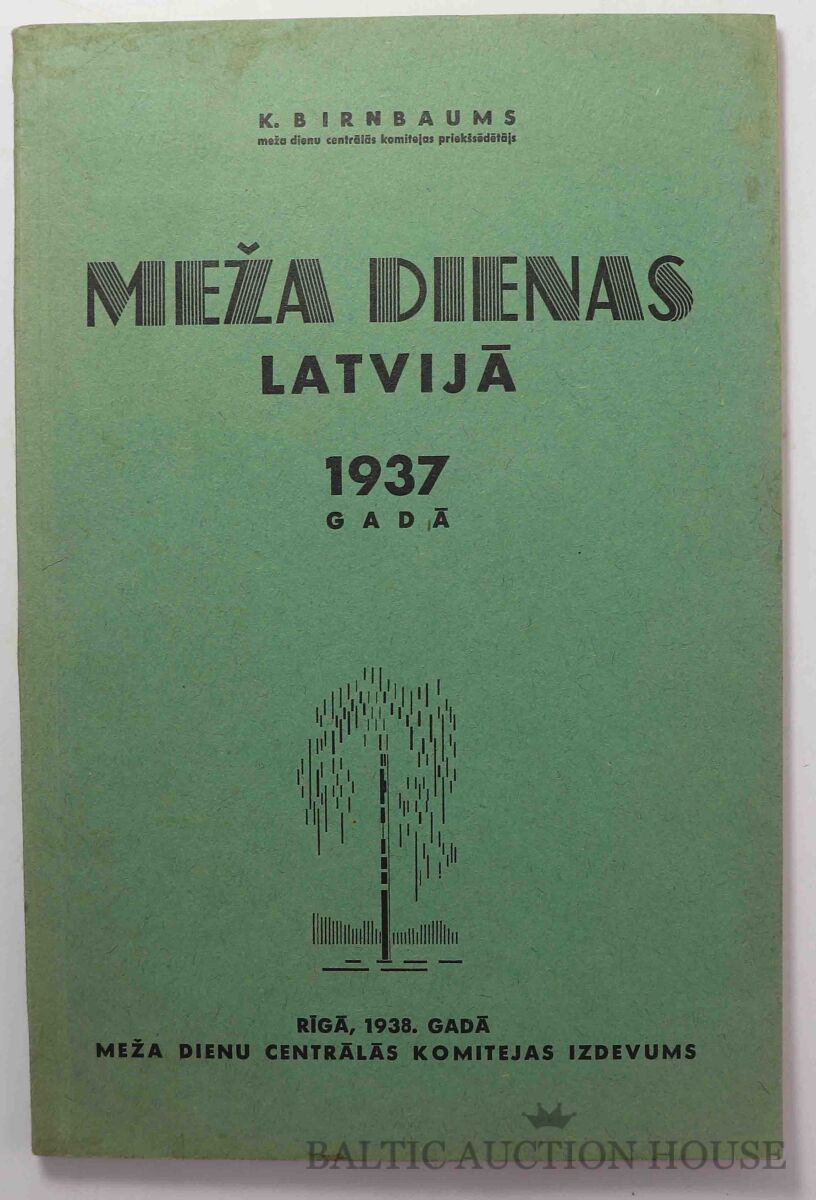 K. BIRNBAUMS
meža dienu centrālās komitejas priekšsēdētājs
MEŽA DIENAS
LATVIJĀ
1937
GADĀ
RĪGĀ, 1938. GADĀ
MEŽA DIENU CENTRĀLĀS KOMITEJAS IZDEVUMS
BALTIC AUCTION HOUSE